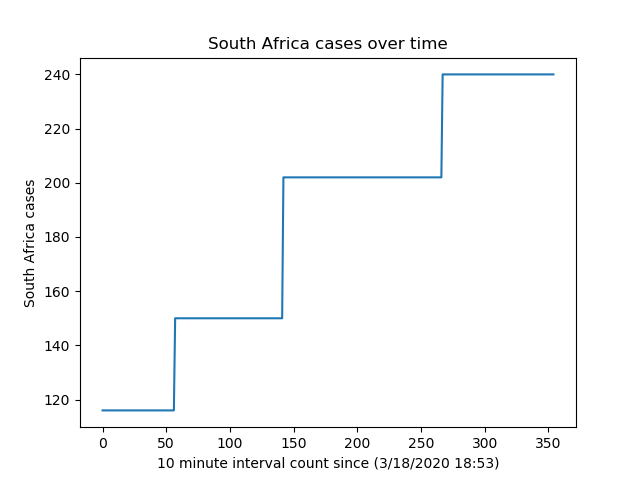 South Africa cases over time
South Africa cases
240
220
200
180
160
140
120
0 50 100 150 200 250 300 350
10 minute interval count since (3/18/2020 18:53)